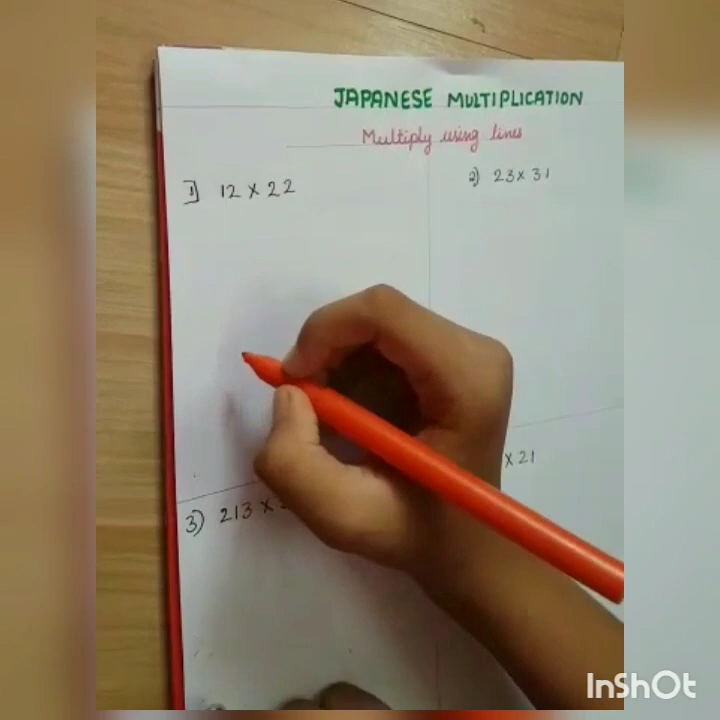 JAPANESE MULTIPLICATION
Multiply using lines
1] 12 x 22
2) 23 x 31
3) 213 x
x 21
InShOt